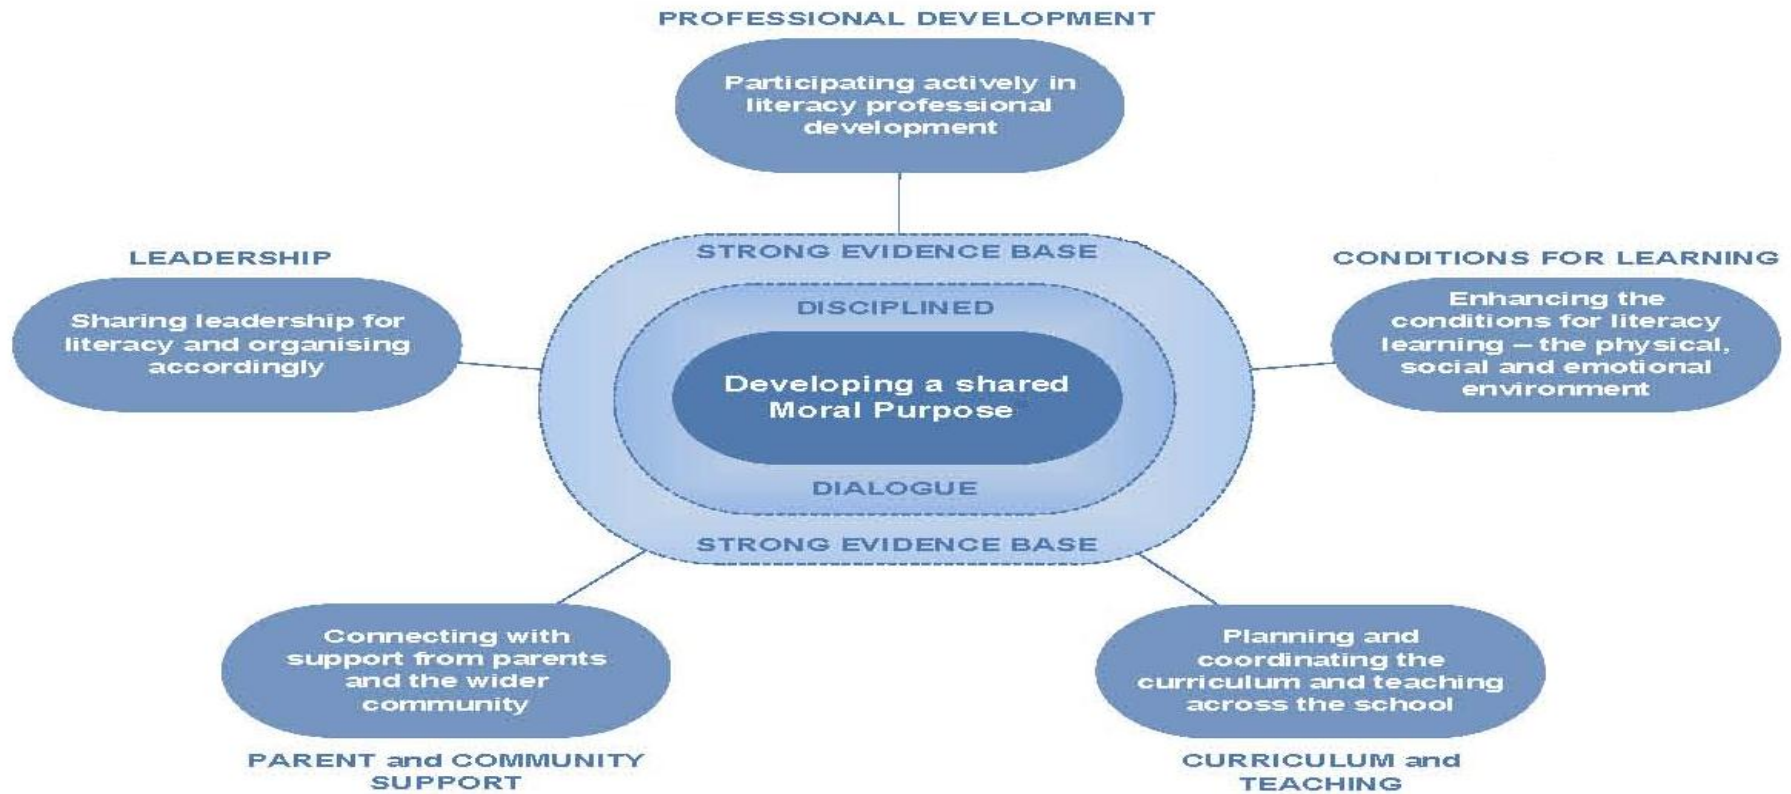 PROFESSIONAL DEVELOPMENT
Participating actively in
literacy professional
development
LEADERSHIP
Sharing leadership for
literacy and organising
accordingly
STRONG EVIDENCE BASE
DISCIPLINED
Developing a shared
Moral Purpose
DIALOGUE
STRONG EVIDENCE BASE
CONDITIONS FOR LEARNING
Enhancing the
conditions for literacy
learning – the physical,
social and emotional
environment
Connecting with
support from parents
and the wider
community
PARENT and COMMUNITY
SUPPORT
Planning and
coordinating the
curriculum and teaching
across the school
CURRICULUM and
TEACHING